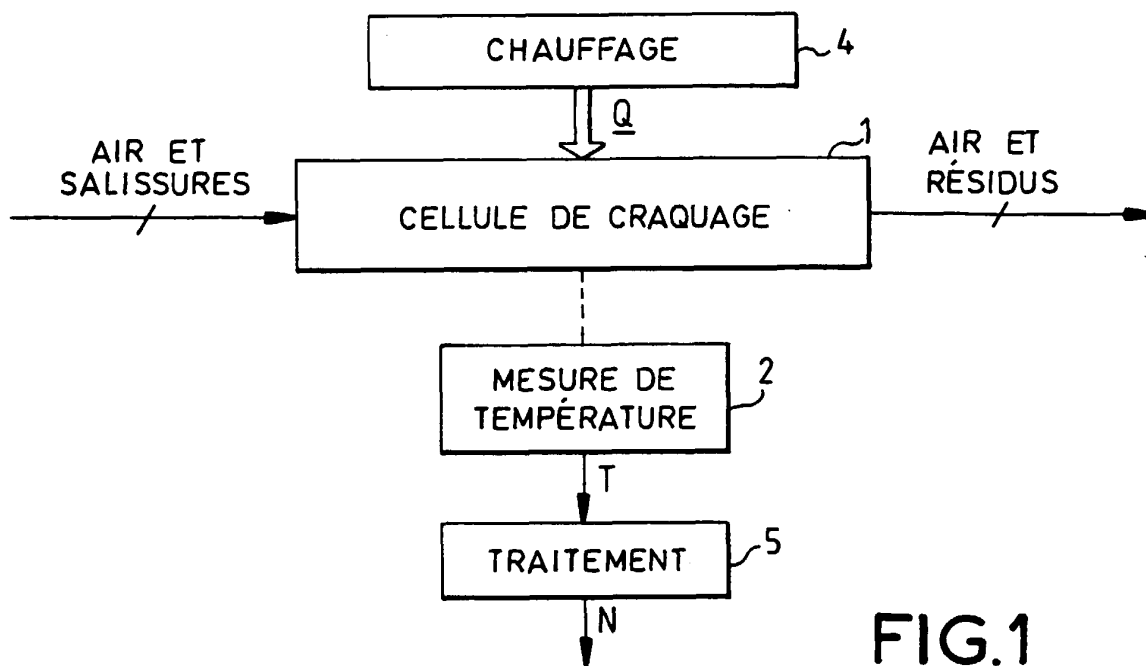 CHAUFFAGE
4
Q
1
AIR ET
SALISSURES
CELLULE DE CRAQUAGE
AIR ET
RÉSIDUS
MESURE DE
TEMPÉRATURE
2
T
TRAITEMENT
5
N
FIG.1